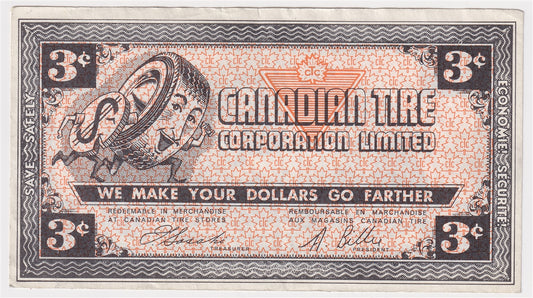 3¢
3¢
CTC
CANADIAN TIRE
CORPORATION LIMITED
SAVE SAFELY
ÉCONOMIE SÉCURITÉ
WE MAKE YOUR DOLLARS GO FARTHER
REDEEMABLE IN MERCHANDISE
AT CANADIAN TIRE STORES
REMBOURSABLE EN MARCHANDISE
AUX MAGASINS CANADIAN TIRE
3¢
TREASURER
PRESIDENT
3¢